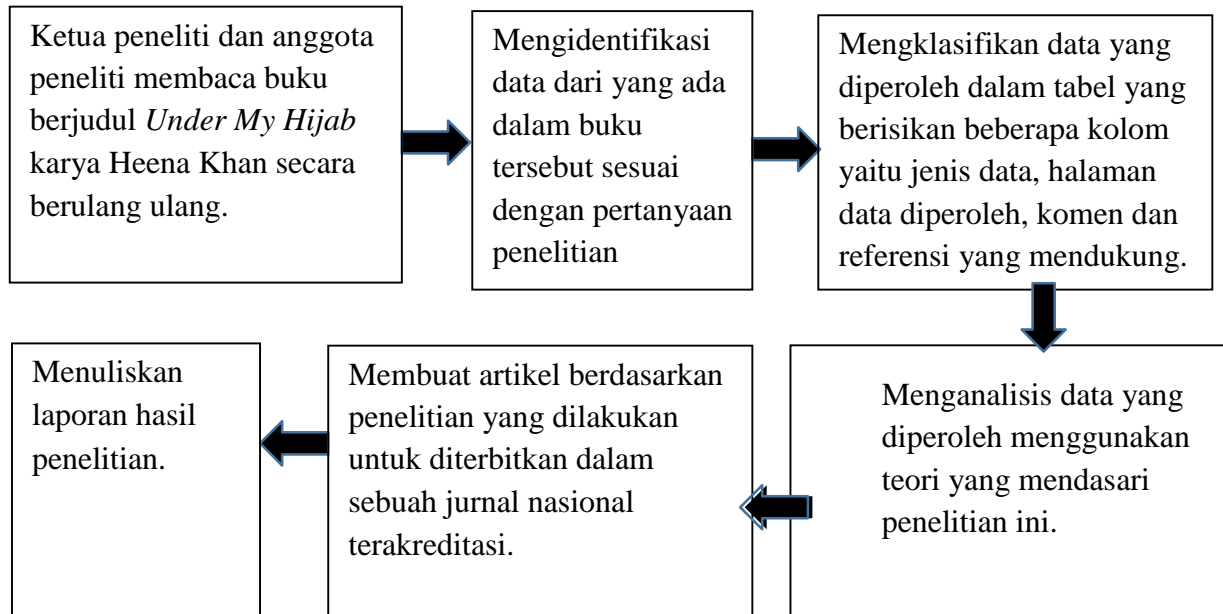 Ketua peneliti dan anggota
peneliti membaca buku
berjudul Under My Hijab
karya Heena Khan secara
berulang ulang.
Mengidentifikasi
data dari yang ada
dalam buku
tersebut sesuai
dengan pertanyaan
penelitian
Mengklasifikan data yang
diperoleh dalam tabel yang
berisikan beberapa kolom
yaitu jenis data, halaman
data diperoleh, komen dan
referensi yang mendukung.
Menganalisis data yang
diperoleh menggunakan
teori yang mendasari
penelitian ini.
Membuat artikel berdasarkan
penelitian yang dilakukan
untuk diterbitkan dalam
sebuah jurnal nasional
terakreditasi.
Menuliskan
laporan hasil
penelitian.